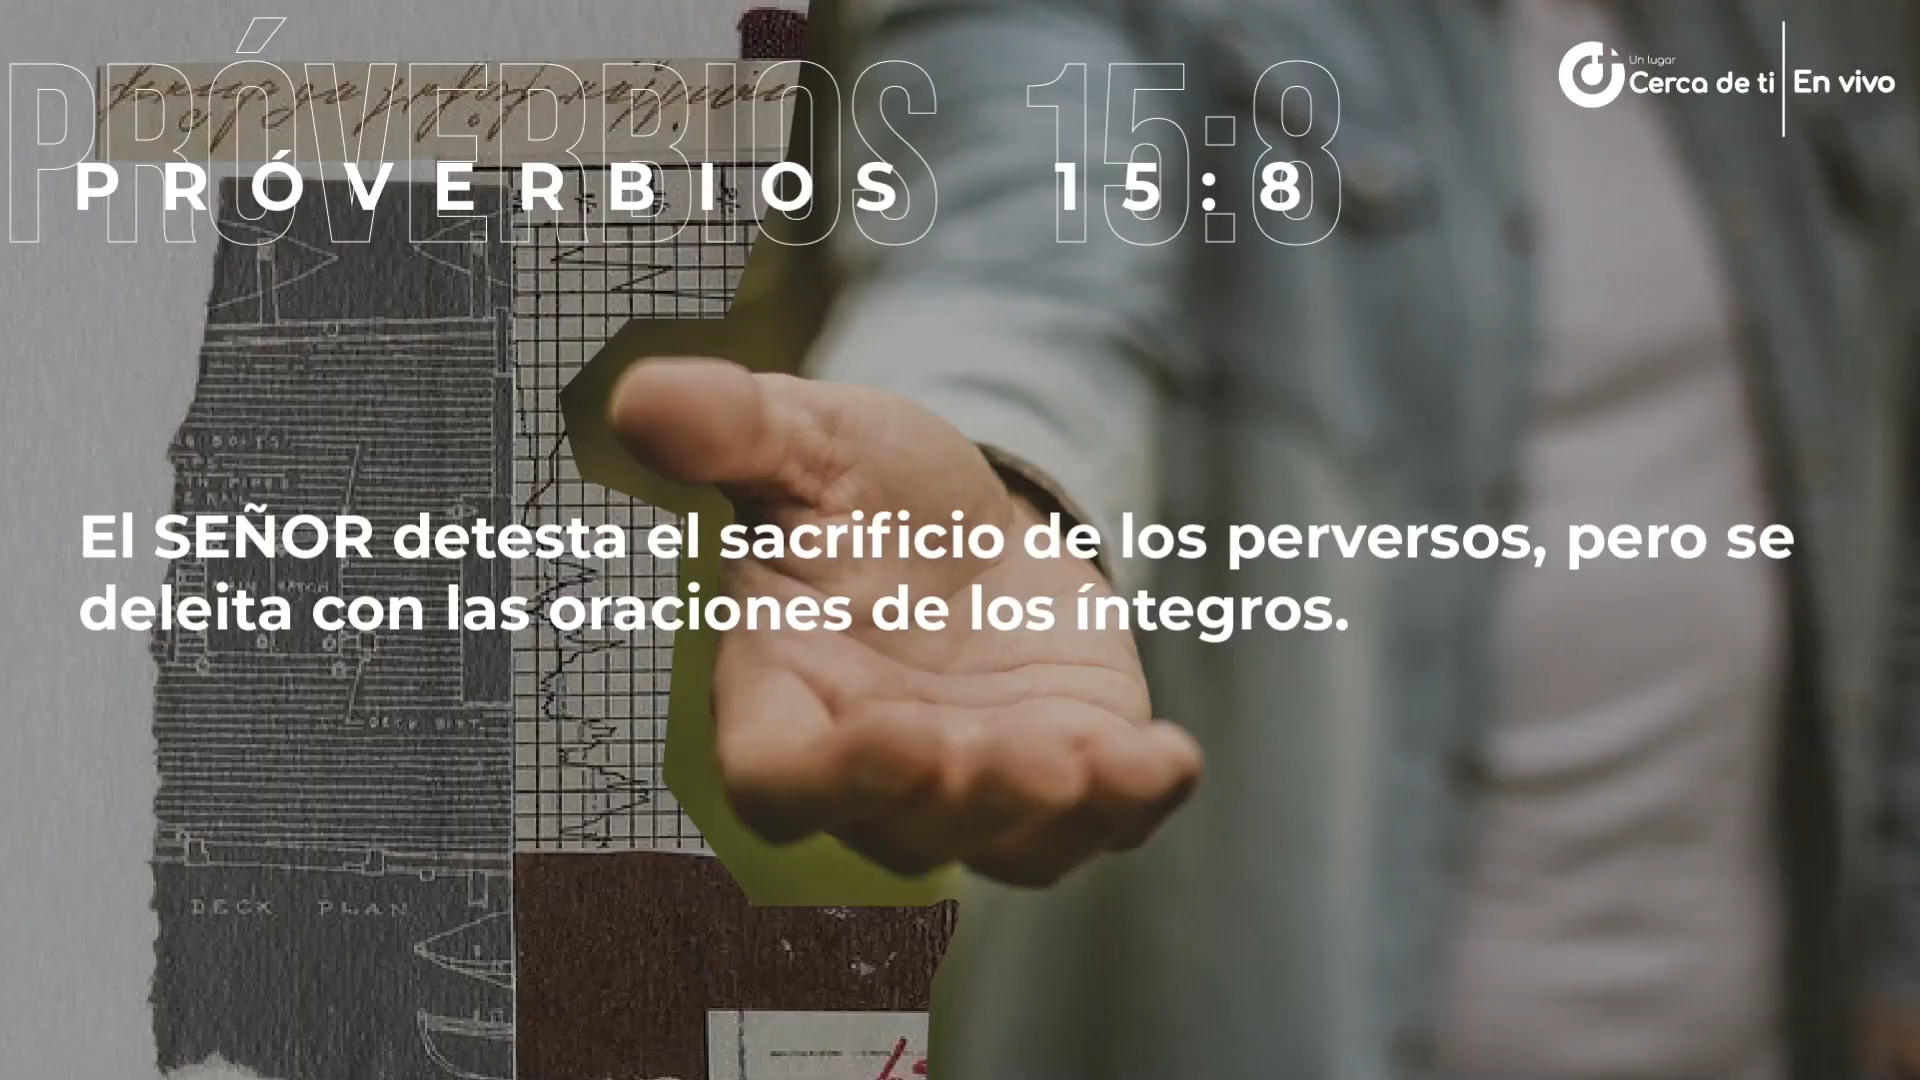 PRÓVERBIOS 15:8
Un lugar
Cerca de ti | En vivo
PRÓVERBIOS 15:8
El SEÑOR detesta el sacrificio de los perversos, pero se
deleita con las oraciones de los íntegros.
DECK PLAN